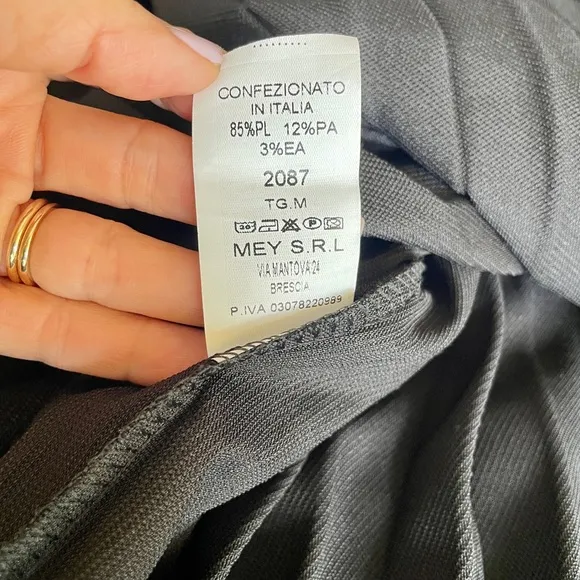 CONFEZIONATO
IN ITALIA
85%PL 12%PA
3%EA
2087
TG.M
MEY S.R.L
VIA MANTOVA 24
BRESCIA
P.IVA 03078220989